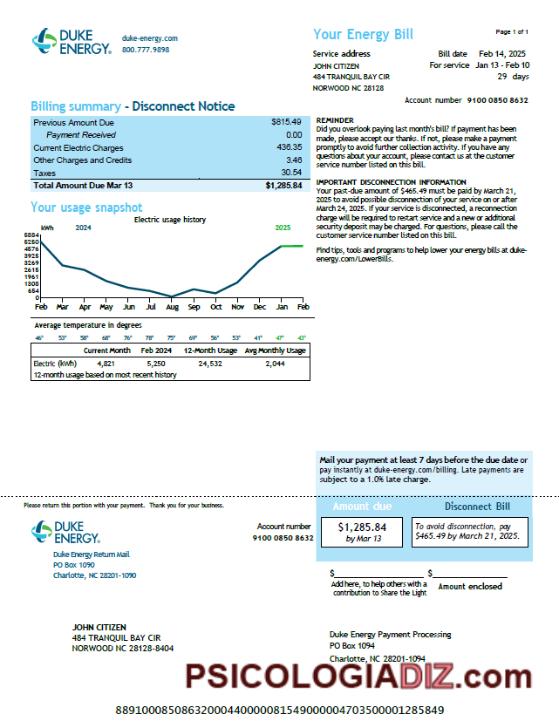 DUKE ENERGY®
duke-energy.com
800.777.9898
Your Energy Bill
Page 1 of 1
Service address
JOHN CITIZEN
484 TRANQUIL BAY CIR
NORWOOD NC 28128
Bill date Feb 14, 2025
For service Jan 13 - Feb 10
29 days
Account number 9100 0850 8632
Billing summary - Disconnect Notice
Previous Amount Due $815.49
Payment Received 0.00
Current Electric Charges 436.35
Other Charges and Credits 3.46
Taxes 30.54
Total Amount Due Mar 13 $1,285.84
REMINDER
Did you overlook paying last month's bill? If payment has been
made, please accept our thanks. If not, please make a payment
promptly to avoid further collection activity. If you have any
questions about your account, please contact us at the customer
service number listed on this bill.
IMPORTANT DISCONNECTION INFORMATION
Your past-due amount of $465.49 must be paid by March 21,
2025 to avoid possible disconnection of your service on or after
March 24, 2025. If your service is disconnected, a reconnection
charge will be required to restart service and a new or additional
security deposit may be charged. For questions, please call the
customer service number listed on this bill.
Find tips, tools and programs to help lower your energy bills at duke-
energy.com/LowerBills.
Your usage snapshot
Electric usage history
kWh 2024 2025
5884
5250
4576
3923
3269
2615
1961
1308
654
0
Feb Mar Apr May Jun Jul Aug Sep Oct Nov Dec Jan Feb
Average temperature in degrees
46° 53° 58° 68° 76° 78° 75° 69° 56° 53° 41° 47° 43°
Current Month Feb 2024 12-Month Usage Avg Monthly Usage
Electric (kWh) 4,821 5,250 24,532 2,044
12-month usage based on most recent history
Mail your payment at least 7 days before the due date or
pay instantly at duke-energy.com/billing. Late payments are
subject to a 1.0% late charge.
Please return this portion with your payment. Thank you for your business.
Amount due
Disconnect Bill
DUKE ENERGY®
Account number
9100 0850 8632
$1,285.84
by Mar 13
To avoid disconnection, pay
$465.49 by March 21, 2025.
Duke Energy Return Mail
PO Box 1090
Charlotte, NC 28201-1090
$ $
Add here, to help others with a
contribution to Share the Light
Amount enclosed
JOHN CITIZEN
484 TRANQUIL BAY CIR
NORWOOD NC 28128-8404
Duke Energy Payment Processing
PO Box 1094
Charlotte, NC 28201-1094
PSICOLOGIADIZ.com